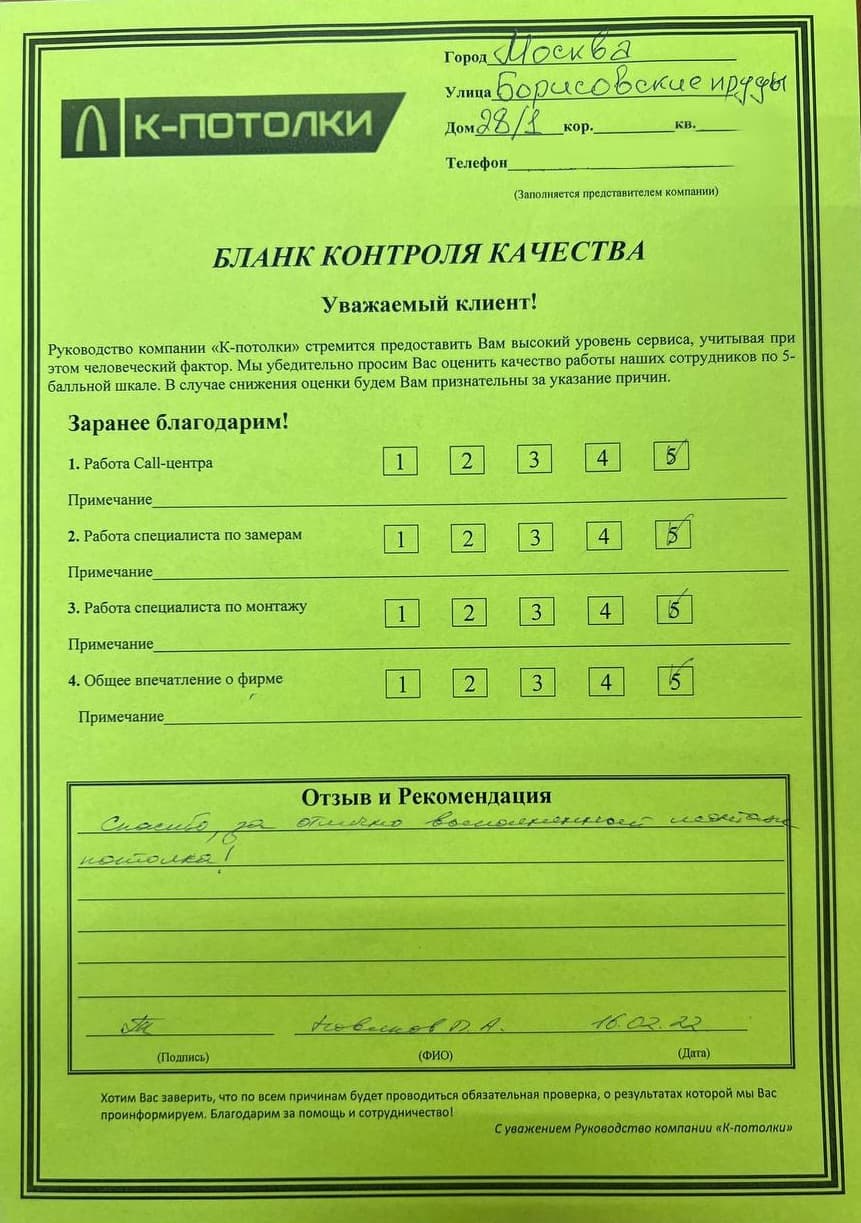 Город Москва
К-ПОТОЛКИ
Улица Борисовские пруды
Дом 28/1 кор. кв.
Телефон
(Заполняется представителем компании)
БЛАНК КОНТРОЛЯ КАЧЕСТВА
Уважаемый клиент!
Руководство компании «К-потолки» стремится предоставить Вам высокий уровень сервиса, учитывая при
этом человеческий фактор. Мы убедительно просим Вас оценить качество работы наших сотрудников по 5-
балльной шкале. В случае снижения оценки будем Вам признательны за указание причин.
Заранее благодарим!
1. Работа Call-центра 1 2 3 4 5
Примечание
2. Работа специалиста по замерам 1 2 3 4 5
Примечание
3. Работа специалиста по монтажу 1 2 3 4 5
Примечание
4. Общее впечатление о фирме 1 2 3 4 5
Примечание
Отзыв и Рекомендация
Спасибо, за отлично выполненный монтаж
потолка!
Новиков П. А. 16.02.22
(Подпись) (ФИО) (Дата)
Хотим Вас заверить, что по всем причинам будет проводиться обязательная проверка, о результатах которой мы Вас
проинформируем. Благодарим за помощь и сотрудничество!
С уважением Руководство компании «К-потолки»